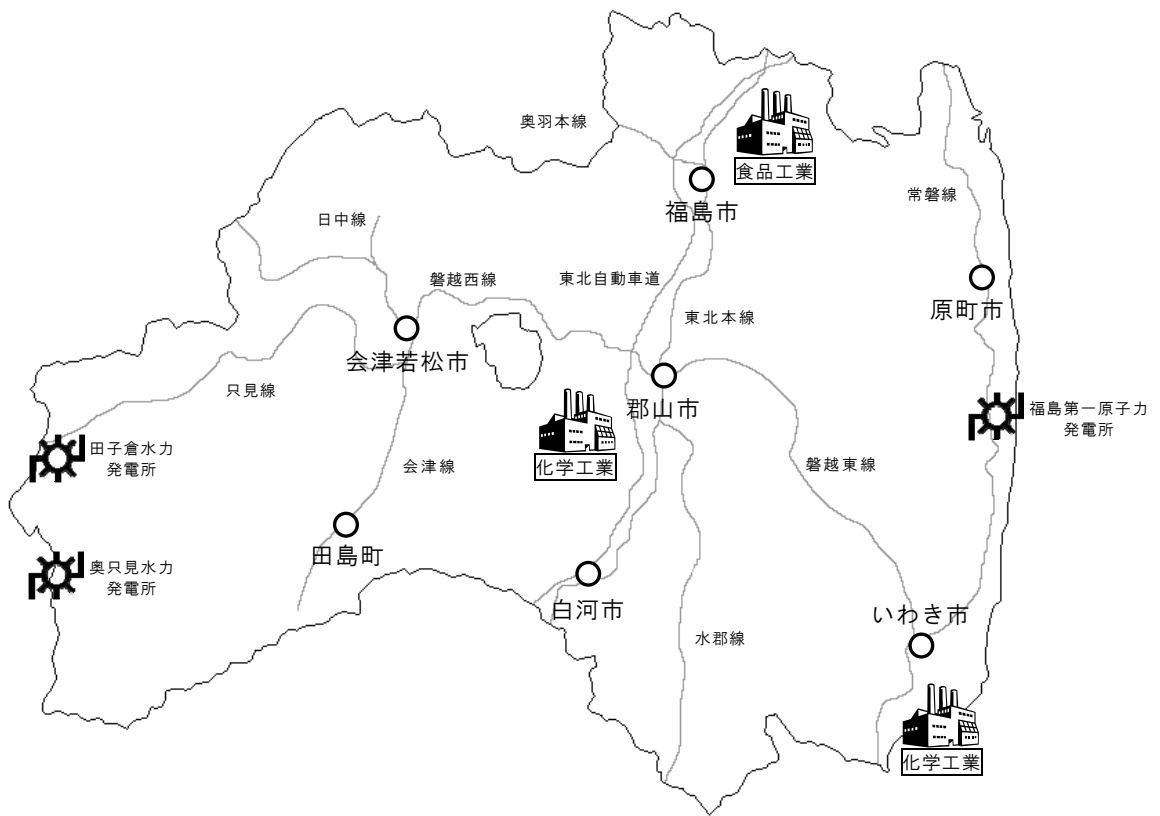 奥羽本線
食品工業
福島市
常磐線
日中線
磐越西線
東北自動車道
原町市
東北本線
会津若松市
只見線
郡山市
福島第一原子力
発電所
田子倉水力
発電所
会津線
化学工業
磐越東線
田島町
奥只見水力
発電所
白河市
いわき市
水郡線
化学工業